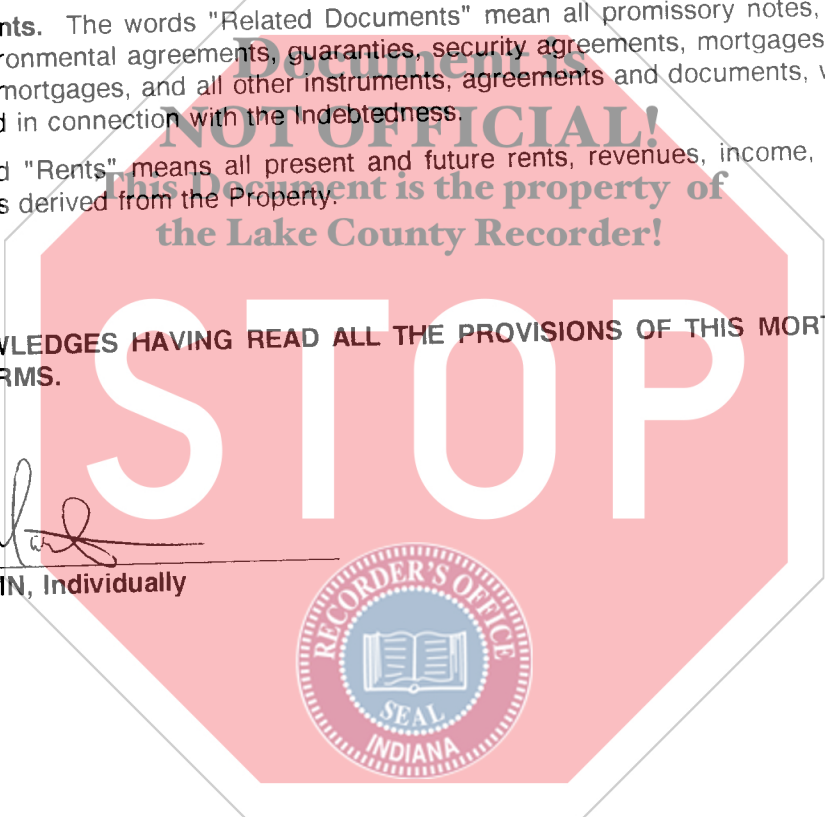 nts. The words "Related Documents" mean all promissory notes,
ronmental agreements, guaranties, security agreements, mortgages
mortgages, and all other instruments, agreements and documents, v
d in connection with the Indebtedness.
d "Rents" means all present and future rents, revenues, income,
s derived from the Property.
Document is
NOT OFFICIAL!
This Document is the property of
the Lake County Recorder!
WLEDGES HAVING READ ALL THE PROVISIONS OF THIS MORT
RMS.
STOP
IN, Individually
RECORDER'S OFFICE
SEAL
INDIANA